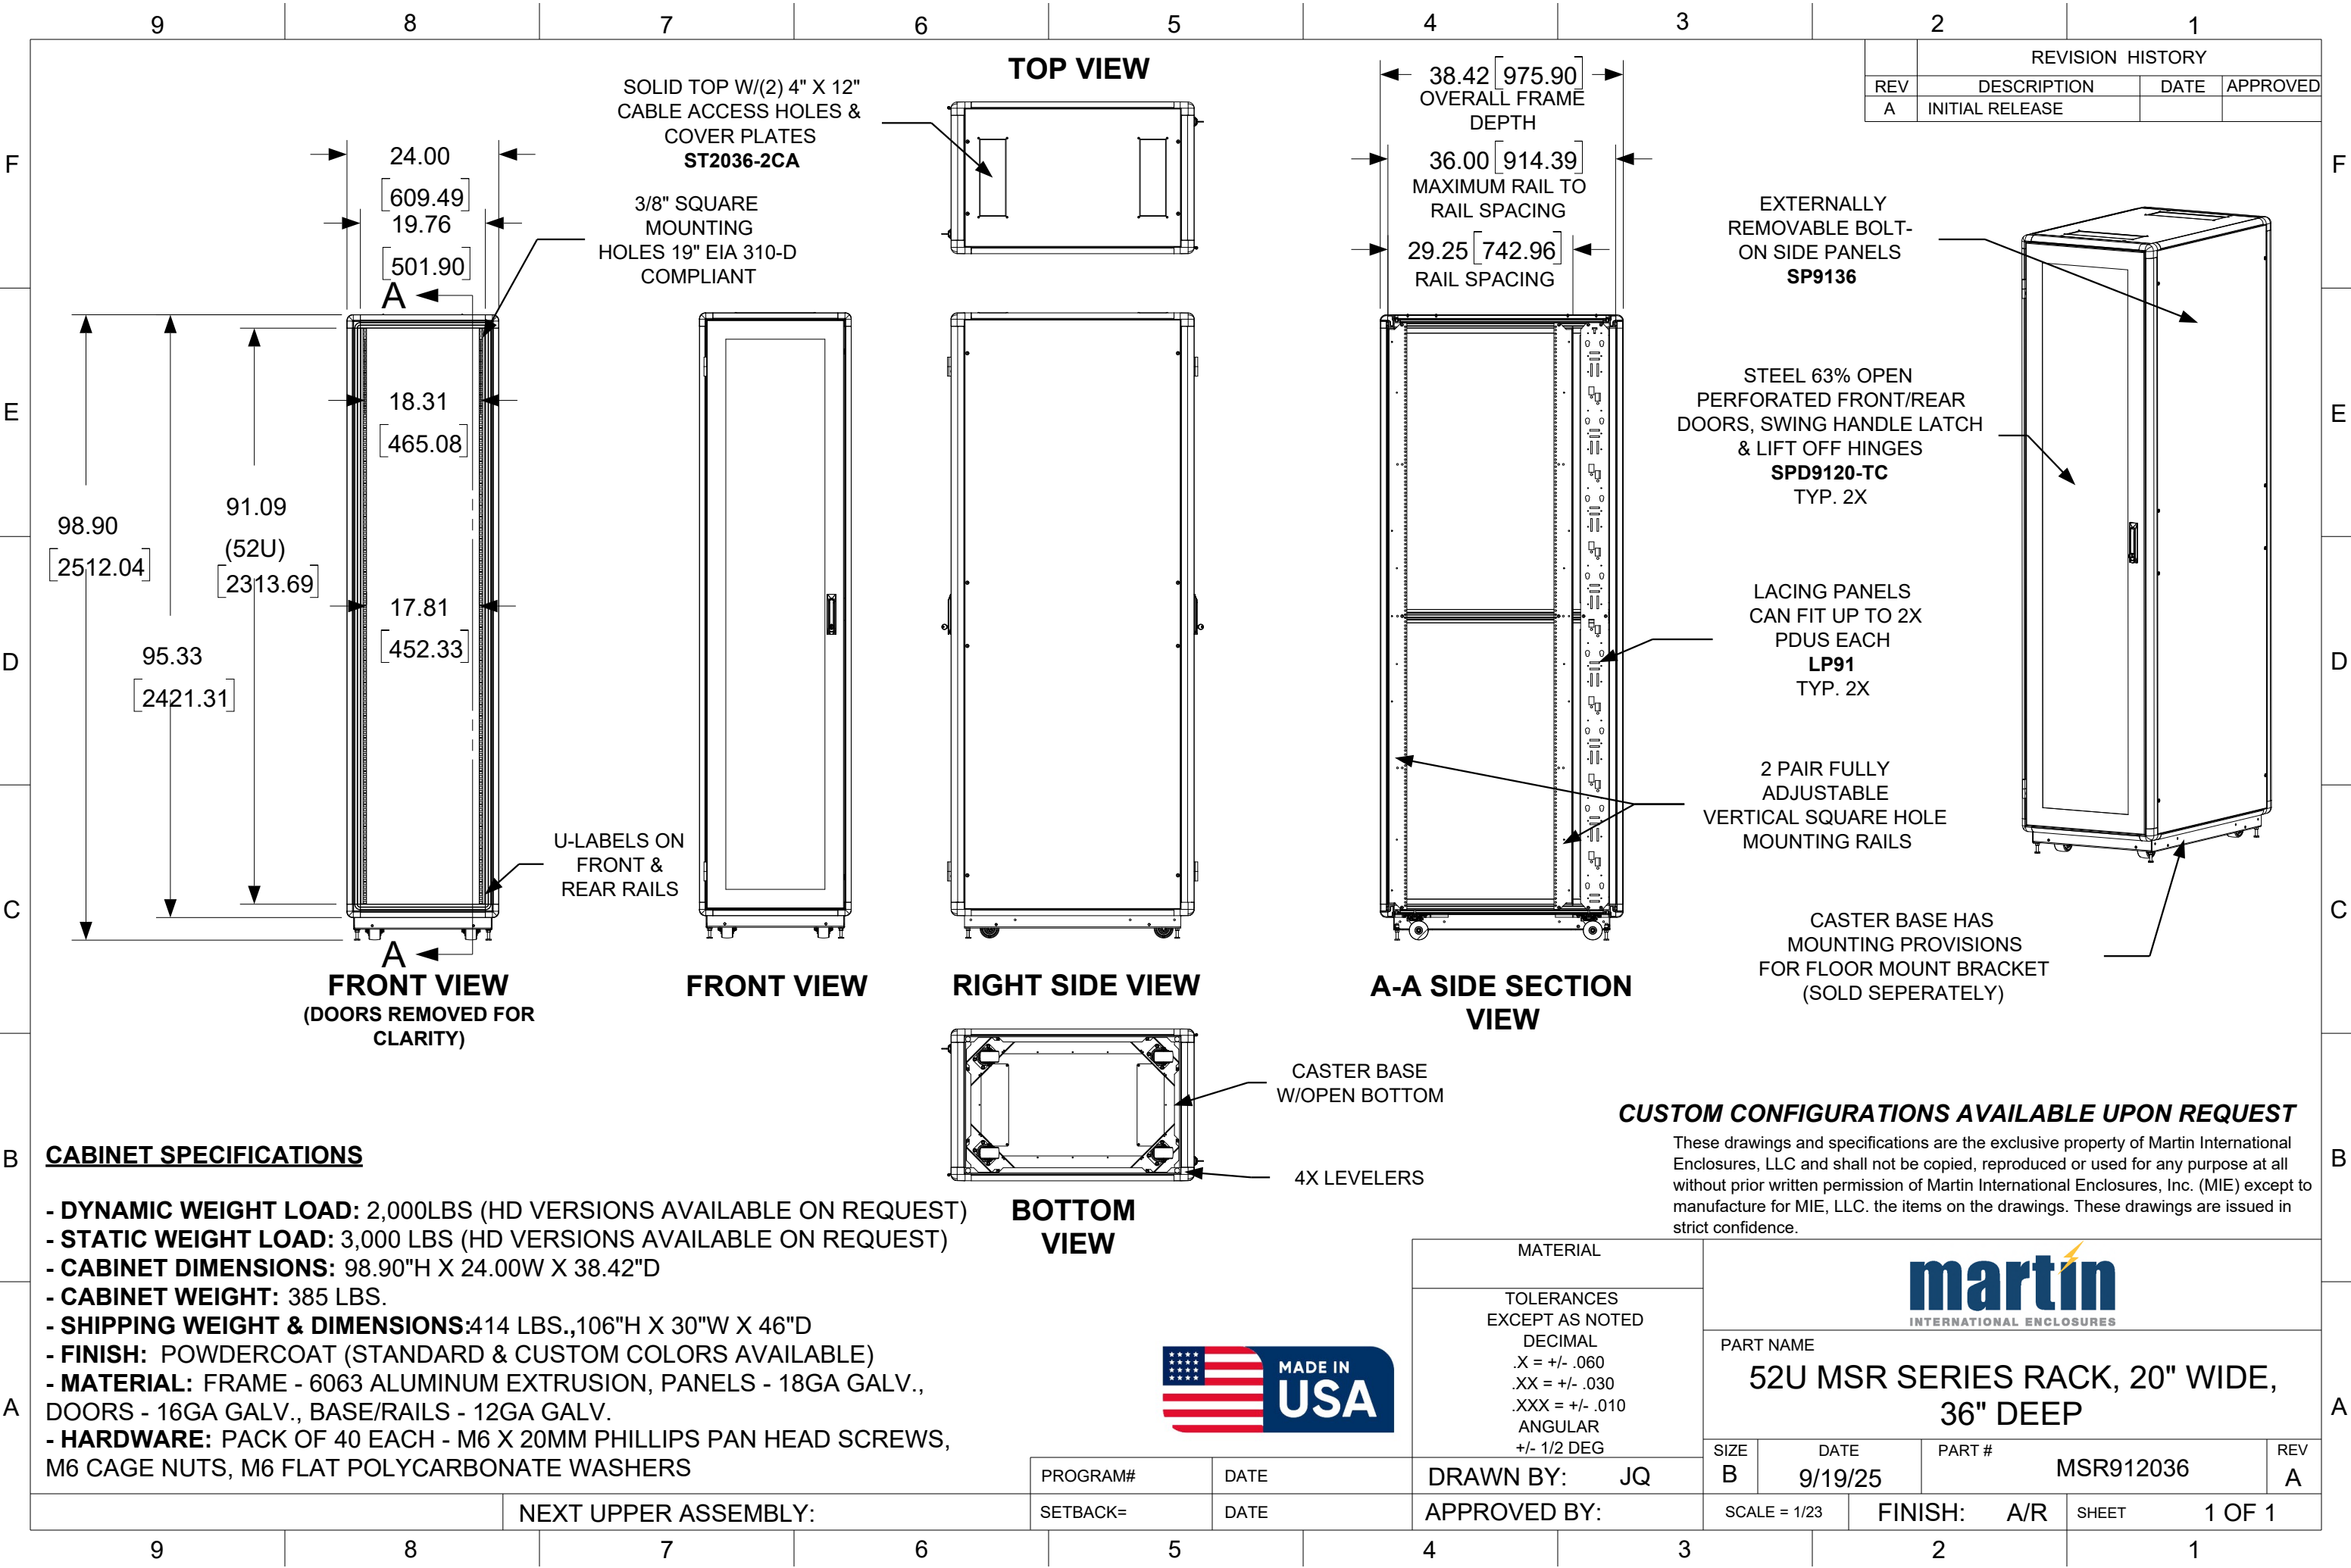 9 8 7 6 5 4 3 2 1
F
E
D
C
B
A
F
E
D
C
B
A
REVISION HISTORY
REV DESCRIPTION DATE APPROVED
A INITIAL RELEASE
TOP VIEW
SOLID TOP W/(2) 4" X 12"
CABLE ACCESS HOLES &
COVER PLATES
ST2036-2CA
3/8" SQUARE
MOUNTING
HOLES 19" EIA 310-D
COMPLIANT
24.00
[609.49]
19.76
[501.90]
A
18.31
[465.08]
17.81
[452.33]
98.90
[2512.04]
95.33
[2421.31]
91.09
(52U)
[2313.69]
A
U-LABELS ON
FRONT &
REAR RAILS
FRONT VIEW
(DOORS REMOVED FOR
CLARITY)
FRONT VIEW
RIGHT SIDE VIEW
38.42 [975.90]
OVERALL FRAME
DEPTH
36.00 [914.39]
MAXIMUM RAIL TO
RAIL SPACING
29.25 [742.96]
RAIL SPACING
A-A SIDE SECTION
VIEW
EXTERNALLY
REMOVABLE BOLT-
ON SIDE PANELS
SP9136
STEEL 63% OPEN
PERFORATED FRONT/REAR
DOORS, SWING HANDLE LATCH
& LIFT OFF HINGES
SPD9120-TC
TYP. 2X
LACING PANELS
CAN FIT UP TO 2X
PDUS EACH
LP91
TYP. 2X
2 PAIR FULLY
ADJUSTABLE
VERTICAL SQUARE HOLE
MOUNTING RAILS
CASTER BASE HAS
MOUNTING PROVISIONS
FOR FLOOR MOUNT BRACKET
(SOLD SEPERATELY)
CASTER BASE
W/OPEN BOTTOM
4X LEVELERS
BOTTOM
VIEW
CABINET SPECIFICATIONS
- DYNAMIC WEIGHT LOAD: 2,000LBS (HD VERSIONS AVAILABLE ON REQUEST)
- STATIC WEIGHT LOAD: 3,000 LBS (HD VERSIONS AVAILABLE ON REQUEST)
- CABINET DIMENSIONS: 98.90"H X 24.00W X 38.42"D
- CABINET WEIGHT: 385 LBS.
- SHIPPING WEIGHT & DIMENSIONS:414 LBS.,106"H X 30"W X 46"D
- FINISH: POWDERCOAT (STANDARD & CUSTOM COLORS AVAILABLE)
- MATERIAL: FRAME - 6063 ALUMINUM EXTRUSION, PANELS - 18GA GALV.,
DOORS - 16GA GALV., BASE/RAILS - 12GA GALV.
- HARDWARE: PACK OF 40 EACH - M6 X 20MM PHILLIPS PAN HEAD SCREWS,
M6 CAGE NUTS, M6 FLAT POLYCARBONATE WASHERS
CUSTOM CONFIGURATIONS AVAILABLE UPON REQUEST
These drawings and specifications are the exclusive property of Martin International
Enclosures, LLC and shall not be copied, reproduced or used for any purpose at all
without prior written permission of Martin International Enclosures, Inc. (MIE) except to
manufacture for MIE, LLC. the items on the drawings. These drawings are issued in
strict confidence.
MADE IN
USA
MATERIAL
TOLERANCES
EXCEPT AS NOTED
DECIMAL
.X = +/- .060
.XX = +/- .030
.XXX = +/- .010
ANGULAR
+/- 1/2 DEG
martin
INTERNATIONAL ENCLOSURES
PART NAME
52U MSR SERIES RACK, 20" WIDE,
36" DEEP
SIZE DATE PART # REV
B 9/19/25 MSR912036 A
PROGRAM# DATE DRAWN BY: JQ
NEXT UPPER ASSEMBLY: SETBACK= DATE APPROVED BY: SCALE = 1/23 FINISH: A/R SHEET 1 OF 1
9 8 7 6 5 4 3 2 1